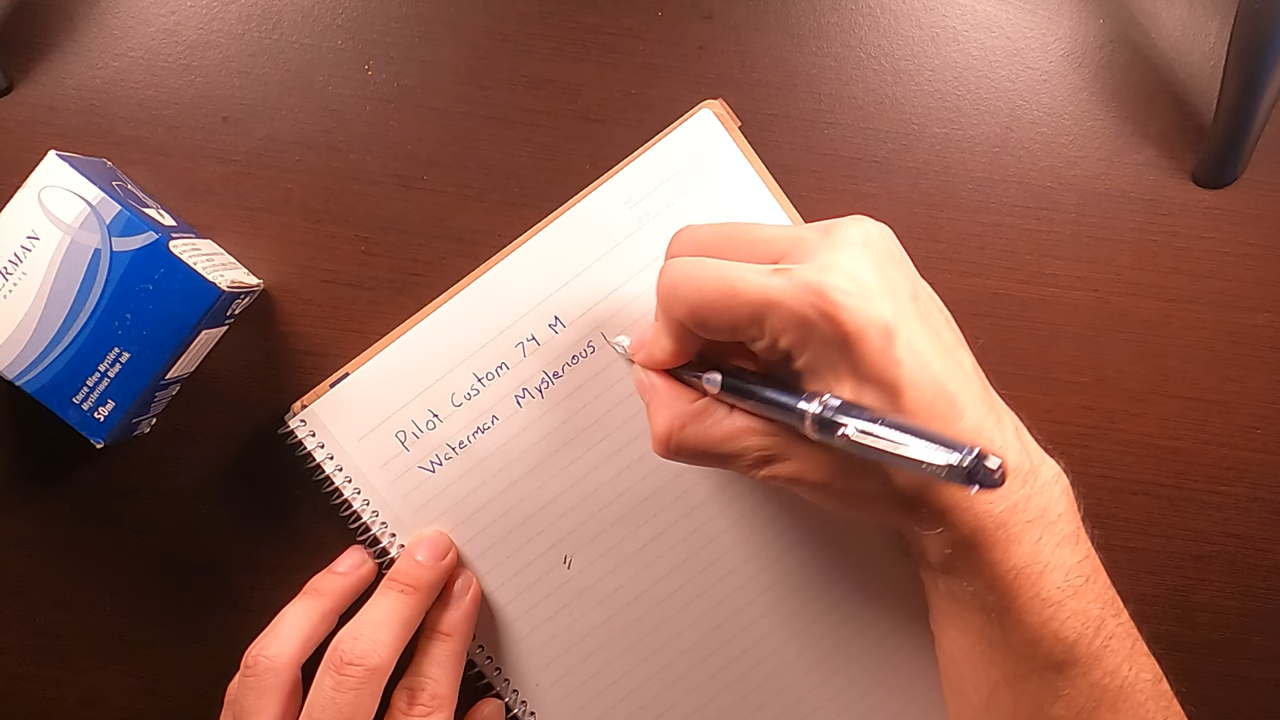 ERMAN
PARIS
Encre Bleu Mystère
Mysterious Blue Ink
50ml
Pilot Custom 74 M
Waterman Mysterious